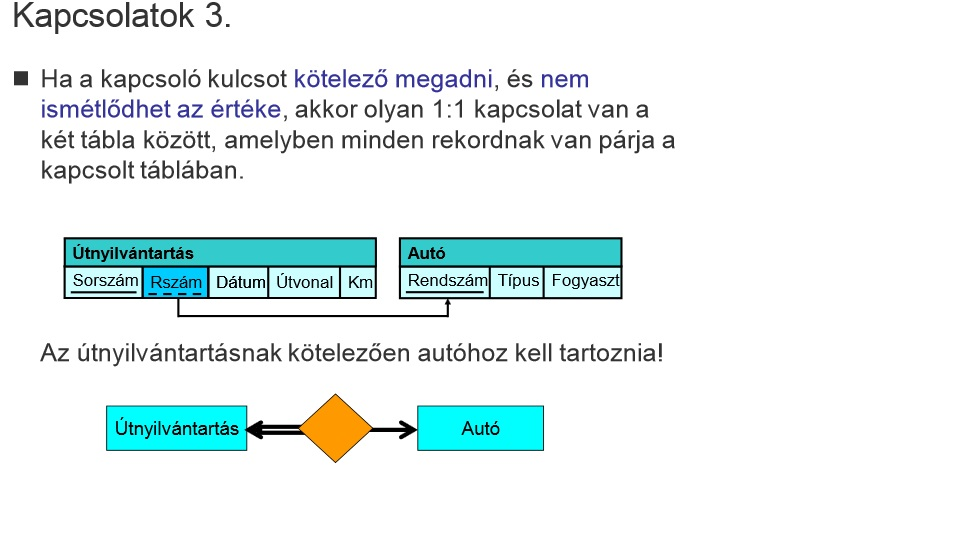 Kapcsolatok 3.
Ha a kapcsoló kulcsot kötelező megadni, és nem
ismétlődhet az értéke, akkor olyan 1:1 kapcsolat van a
két tábla között, amelyben minden rekordnak van párja a
kapcsolt táblában.
Útnyilvántartás
Autó
Sorszám Rszám Dátum Útvonal Km
Rendszám Típus Fogyaszt
Az útnyilvántartásnak kötelezően autóhoz kell tartoznia!
Útnyilvántartás
Autó